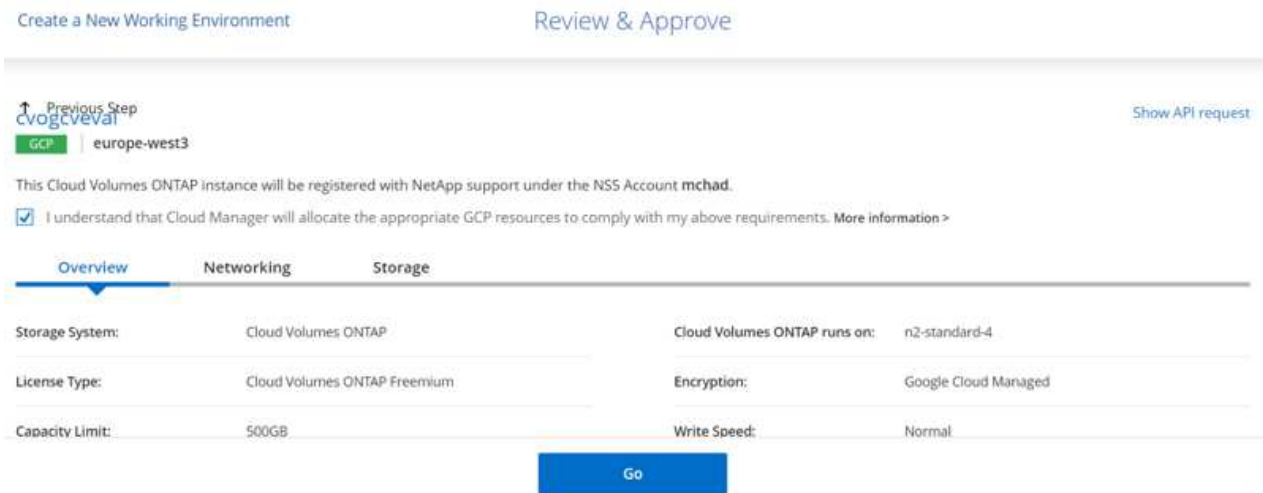 Create a New Working Environment
Review & Approve
↑ Previous Step
cvogcveval
Show API request
GCP | europe-west3
This Cloud Volumes ONTAP instance will be registered with NetApp support under the NSS Account mchad.
I understand that Cloud Manager will allocate the appropriate GCP resources to comply with my above requirements. More information >
Overview Networking Storage
Storage System: Cloud Volumes ONTAP Cloud Volumes ONTAP runs on: n2-standard-4
License Type: Cloud Volumes ONTAP Freemium Encryption: Google Cloud Managed
Capacity Limit: 500GB Write Speed: Normal
Go